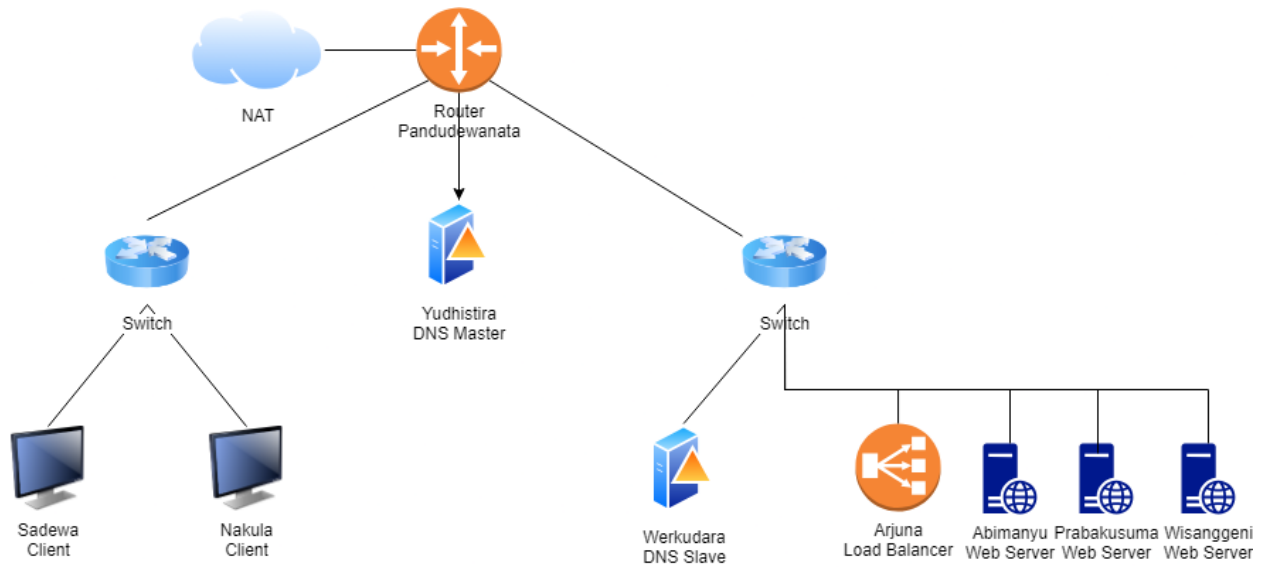 NAT
Router
Pandudewanata
Switch
Yudhistira
DNS Master
Switch
Sadewa
Client
Nakula
Client
Werkudara
DNS Slave
Arjuna
Load Balancer
Abimanyu
Web Server
Prabakusuma
Web Server
Wisanggeni
Web Server